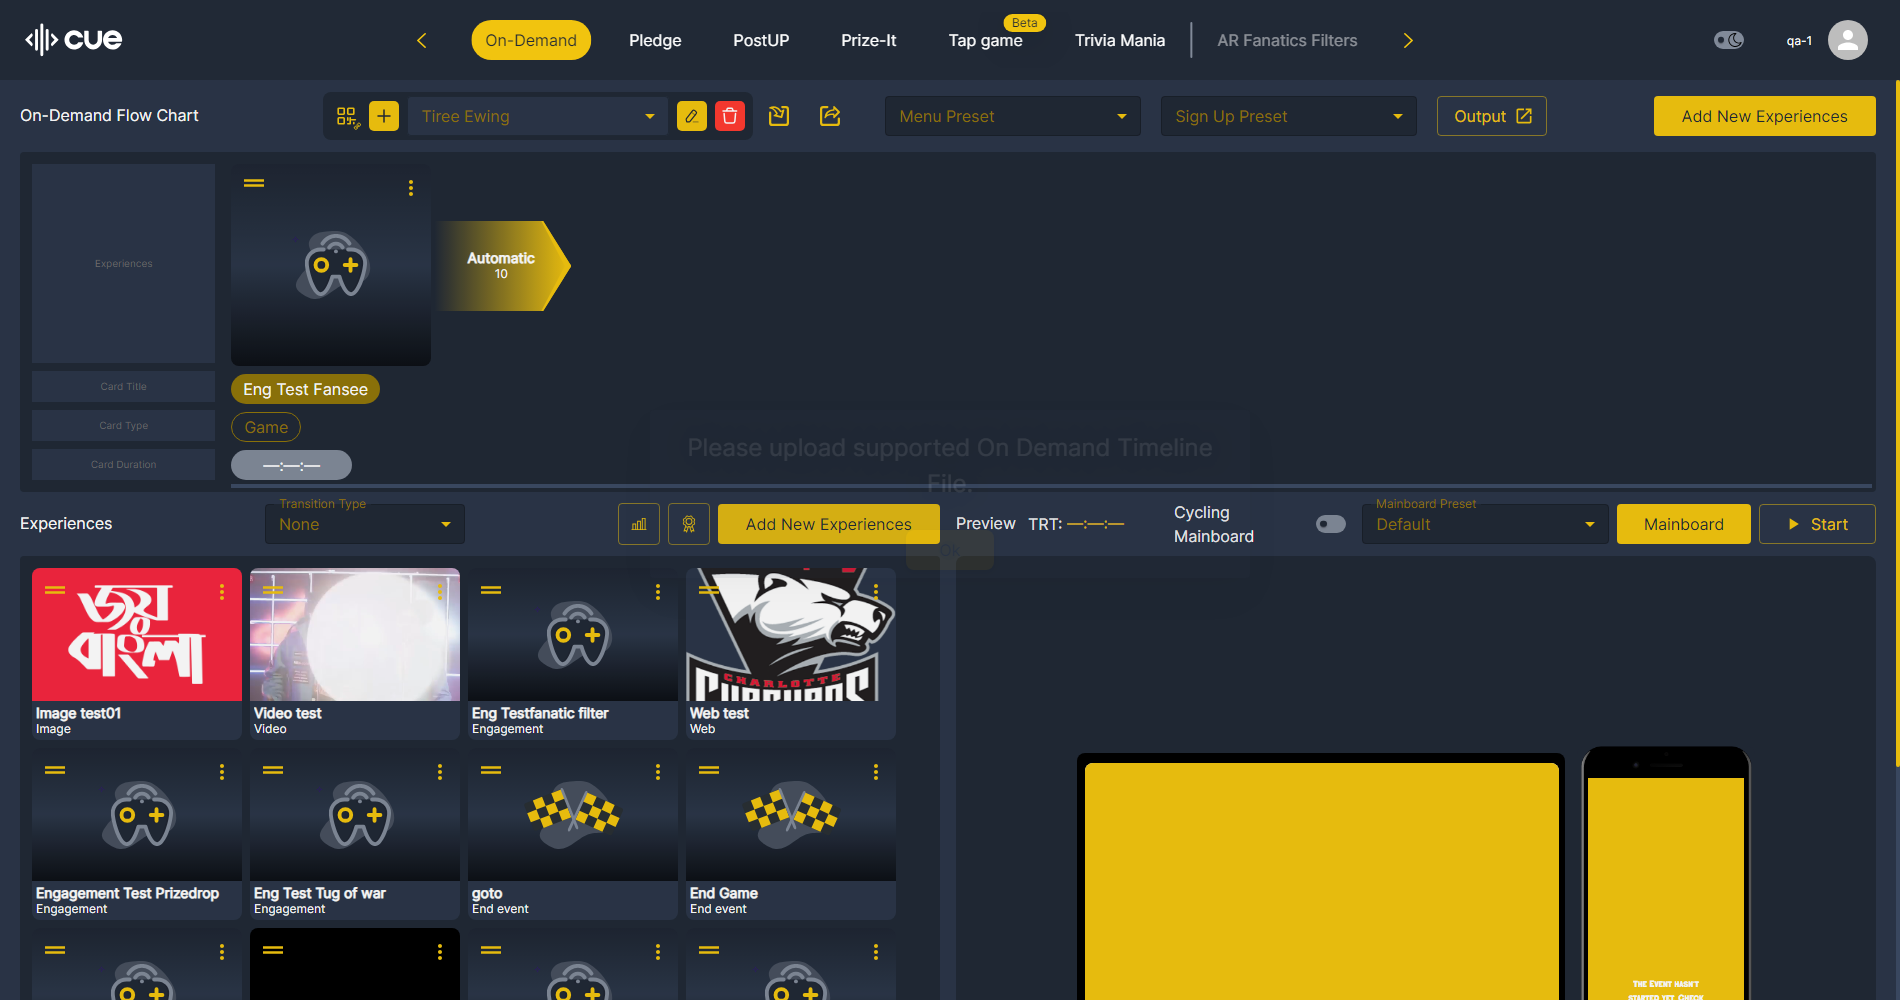 cue
On-Demand
Pledge
PostUP
Prize-It
Tap game
Beta
Trivia Mania
AR Fanatics Filters
qa-1
On-Demand Flow Chart
Tiree Ewing
Menu Preset
Sign Up Preset
Output
Add New Experiences
Experiences
Automatic
10
Card Title
Eng Test Fansee
Card Type
Game
Card Duration
—:—:—
Please upload supported On Demand Timeline
File.
Ok
Experiences
Transition Type
None
Add New Experiences
Preview
TRT: —:—:—
Cycling
Mainboard
Mainboard Preset
Default
Mainboard
Start
জয়
বাংলা
Image test01
Image
Video test
Video
Eng Testfanatic filter
Engagement
CHARLOTTE
Web test
Web
Engagement Test Prizedrop
Engagement
Eng Test Tug of war
Engagement
goto
End event
End Game
End event
THE EVENT HASN'T
STARTED YET. CHECK